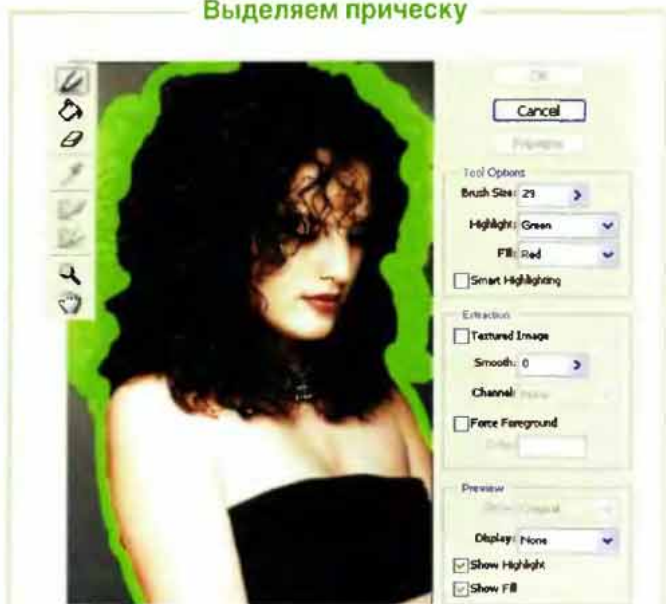 Выделяем прическу
OK
Cancel
Preview
Tool Options
Brush Size: 29
Highlight: Green
Fill: Red
Smart Highlighting
Extraction
Textured Image
Smooth: 0
Channel:
Force Foreground
Preview
Display: None
Show Highlight
Show Fill